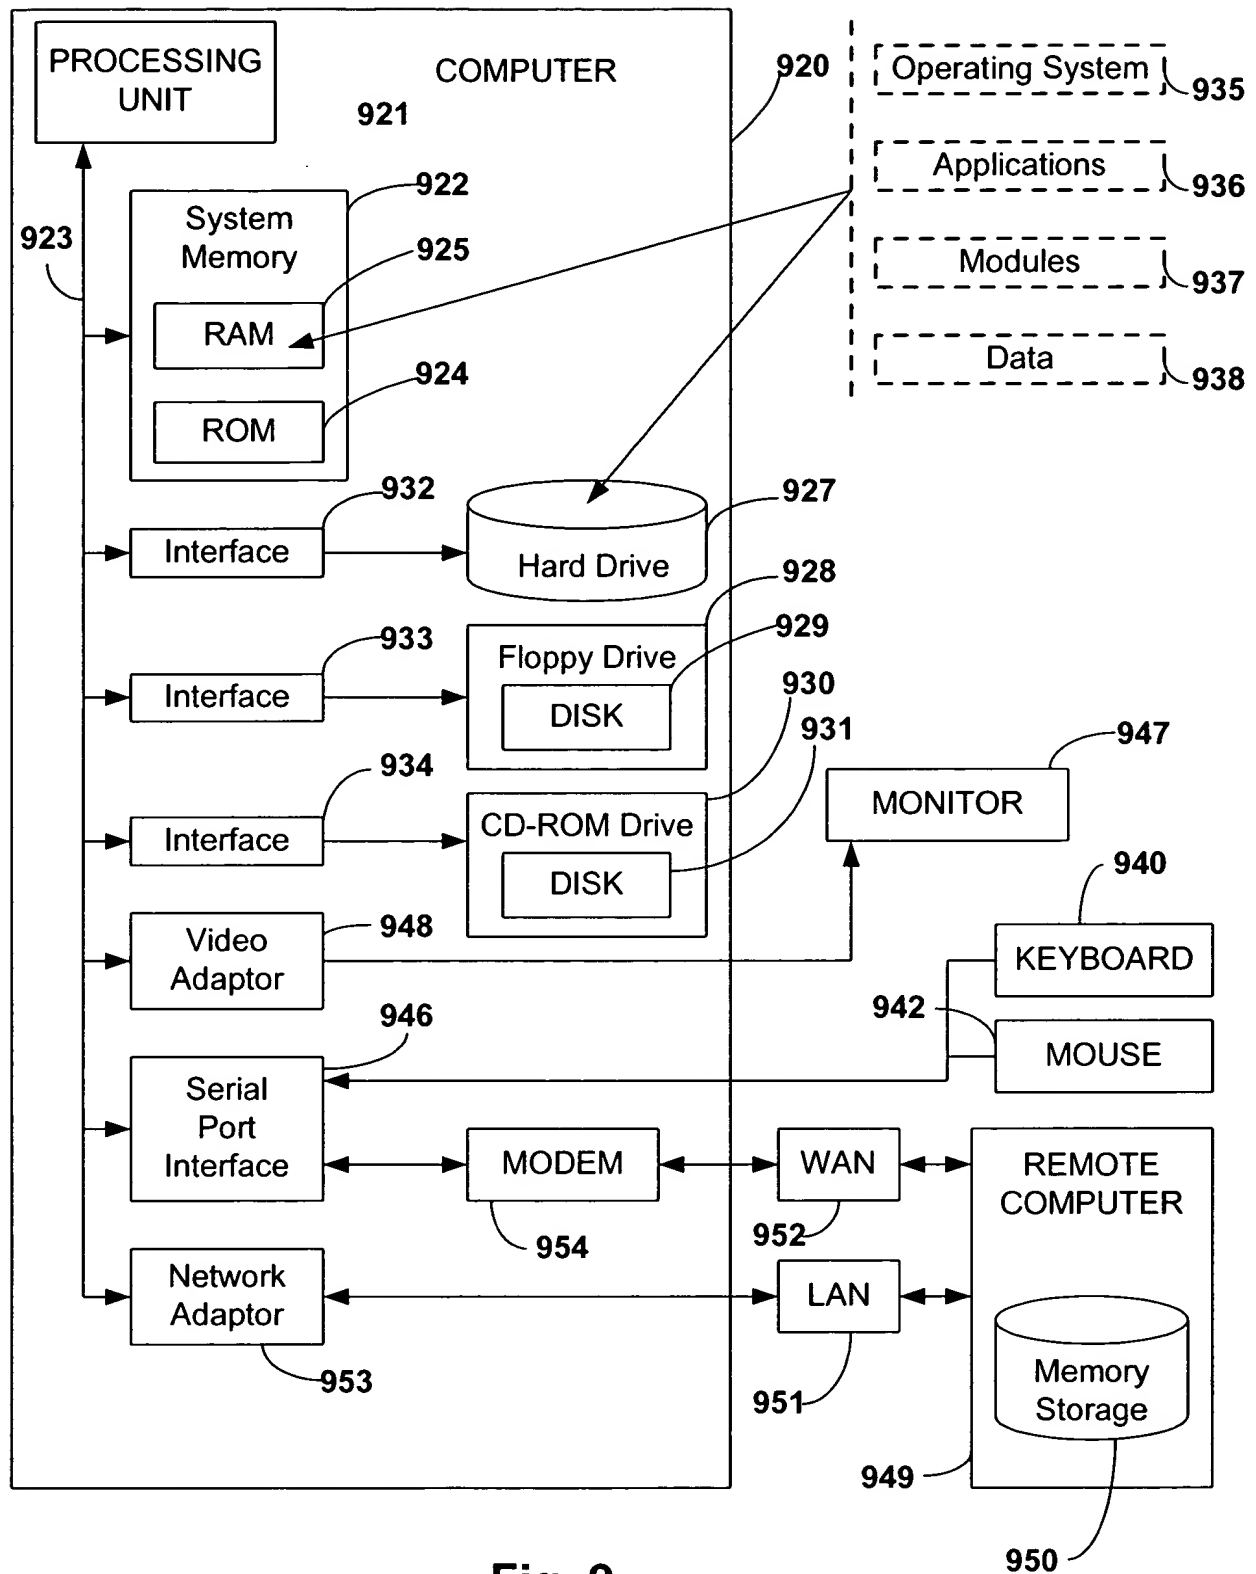 PROCESSING
UNIT
COMPUTER
921
920
Operating System
935
Applications
936
Modules
937
Data
938
922
System
Memory
923
925
RAM
924
ROM
932
Interface
927
Hard Drive
928
929
933
Interface
Floppy Drive
DISK
930
931
934
Interface
CD-ROM Drive
DISK
947
MONITOR
940
KEYBOARD
948
Video
Adaptor
942
MOUSE
946
Serial
Port
Interface
MODEM
954
WAN
952
REMOTE
COMPUTER
Network
Adaptor
953
LAN
951
Memory
Storage
949
950